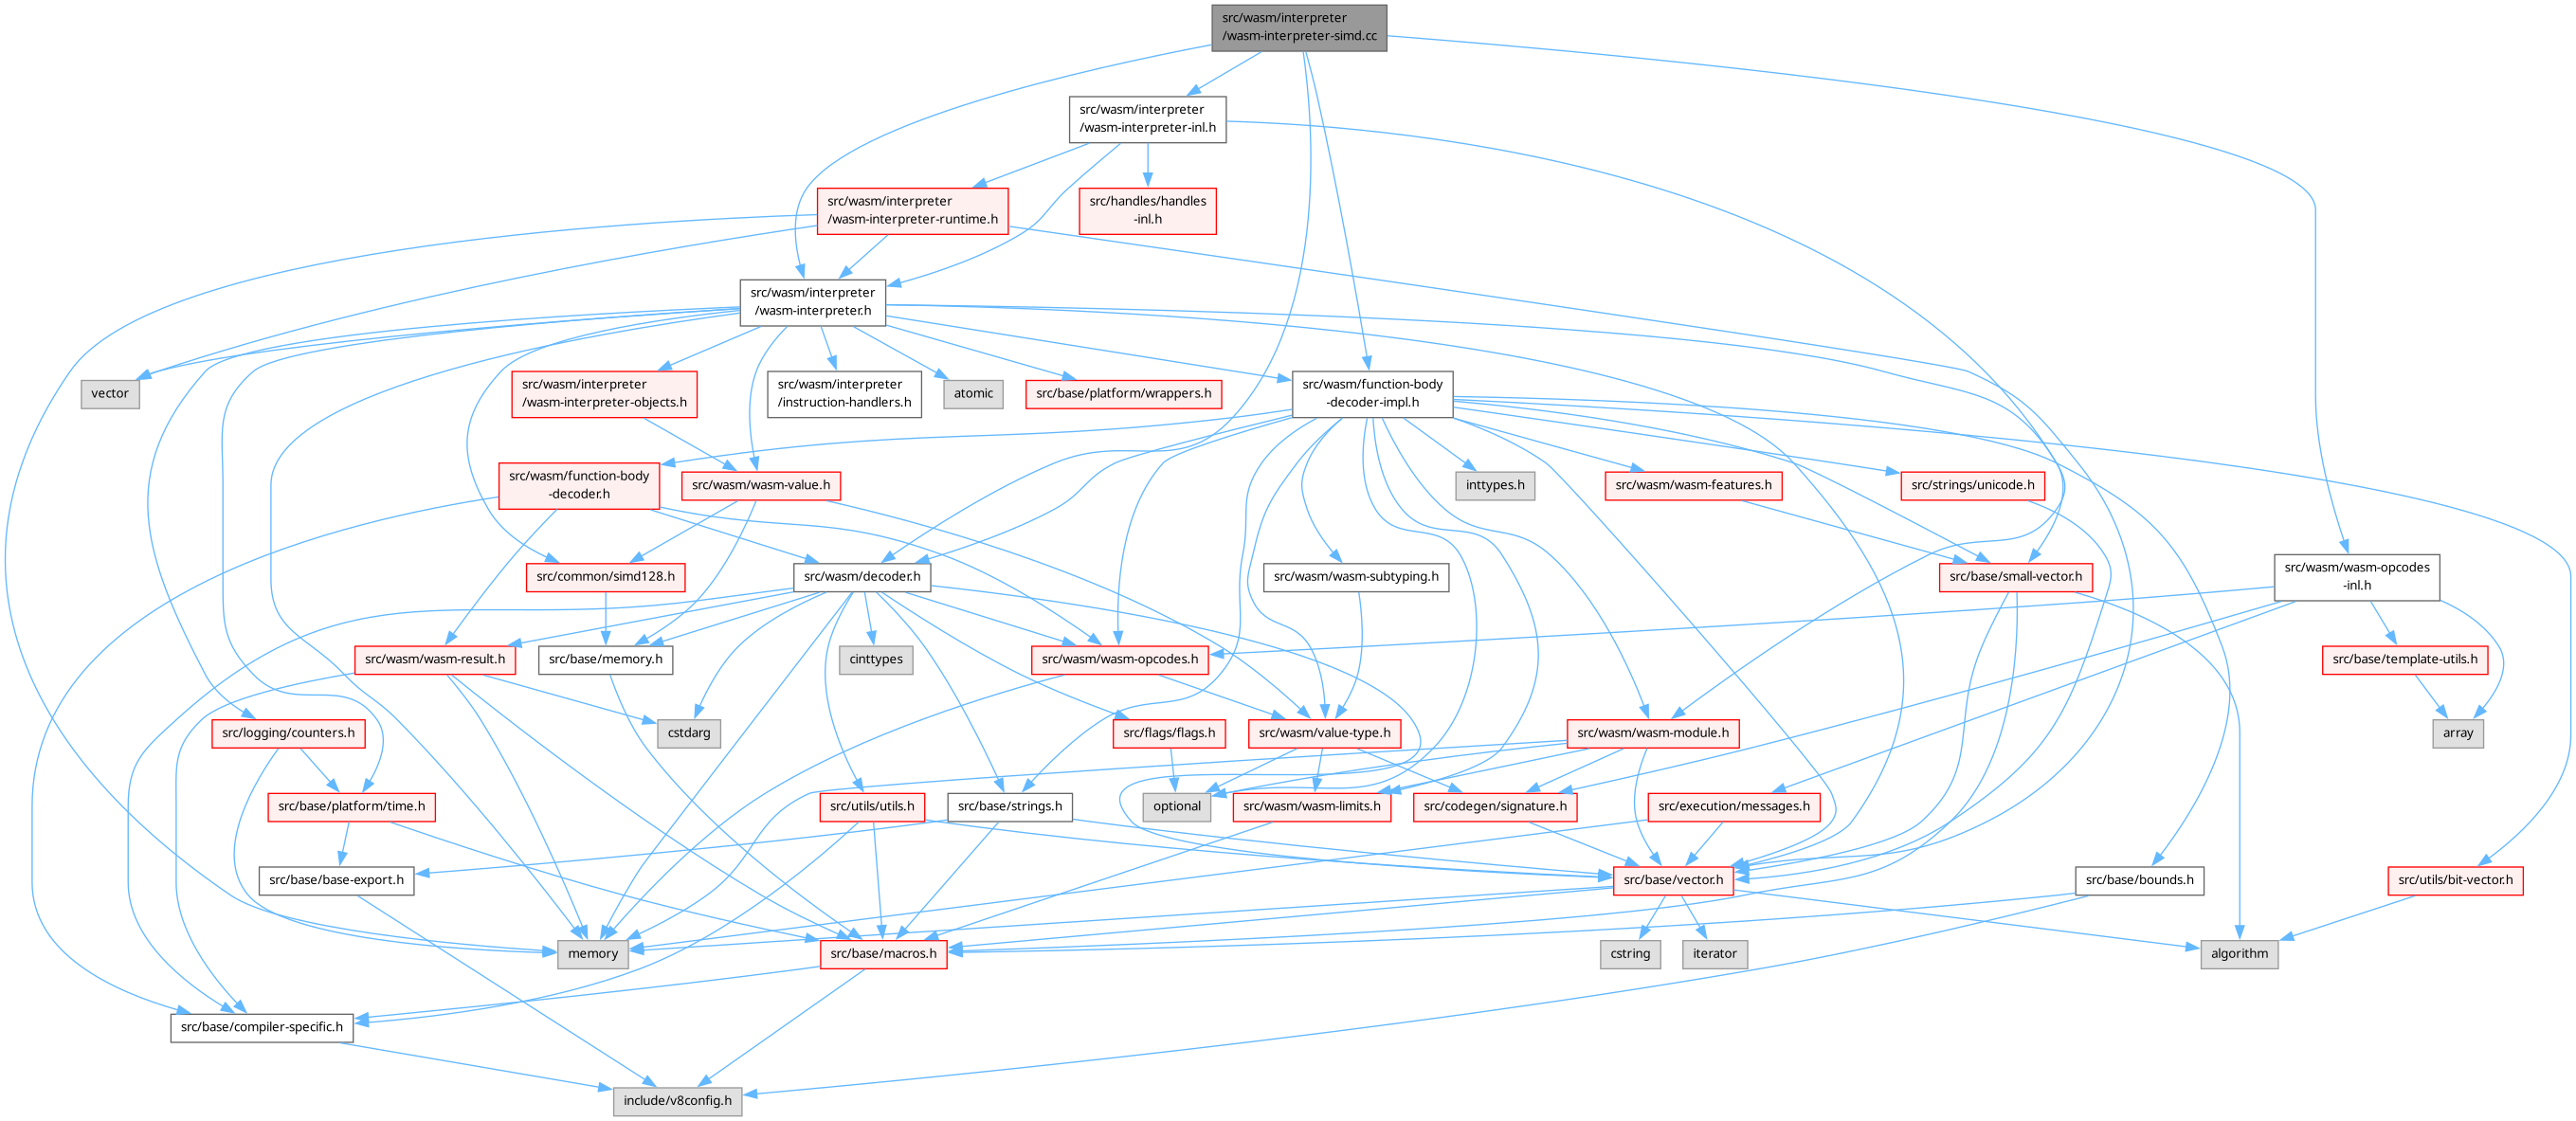 src/wasm/interpreter
/wasm-interpreter-simd.cc
src/wasm/interpreter
/wasm-interpreter-inl.h
src/wasm/interpreter
/wasm-interpreter-runtime.h
src/handles/handles
-inl.h
src/wasm/interpreter
/wasm-interpreter.h
vector
src/wasm/interpreter
/wasm-interpreter-objects.h
src/wasm/interpreter
/instruction-handlers.h
atomic
src/base/platform/wrappers.h
src/wasm/function-body
-decoder-impl.h
src/wasm/function-body
-decoder.h
src/wasm/wasm-value.h
inttypes.h
src/wasm/wasm-features.h
src/strings/unicode.h
src/common/simd128.h
src/wasm/decoder.h
src/wasm/wasm-subtyping.h
src/base/small-vector.h
src/wasm/wasm-opcodes
-inl.h
src/wasm/wasm-result.h
src/base/memory.h
cinttypes
src/wasm/wasm-opcodes.h
src/base/template-utils.h
src/logging/counters.h
cstdarg
src/flags/flags.h
src/wasm/value-type.h
src/wasm/wasm-module.h
array
src/base/platform/time.h
src/utils/utils.h
src/base/strings.h
optional
src/wasm/wasm-limits.h
src/codegen/signature.h
src/execution/messages.h
src/base/base-export.h
src/base/vector.h
src/base/bounds.h
src/utils/bit-vector.h
memory
src/base/macros.h
cstring
iterator
algorithm
src/base/compiler-specific.h
include/v8config.h